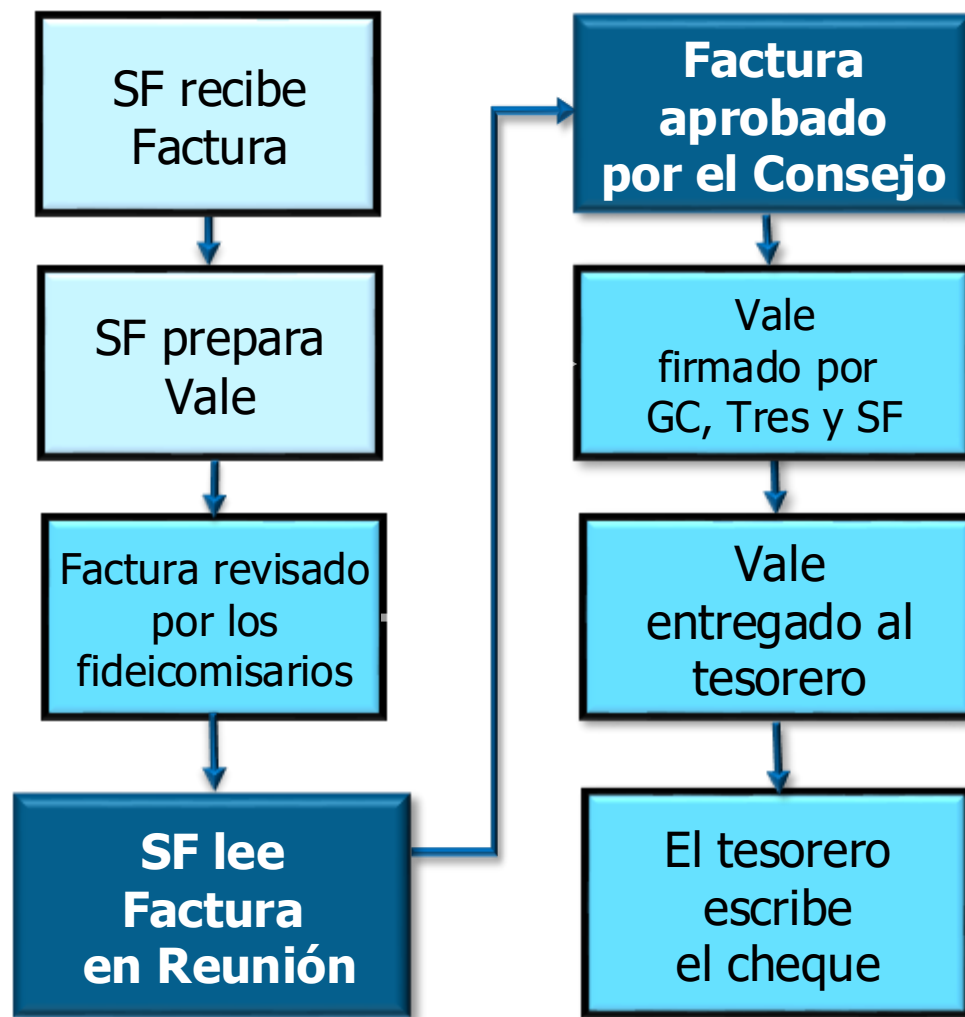 SF recibe
Factura
SF prepara
Vale
Factura revisado
por los
fideicomisarios
SF lee
Factura
en Reunión
Factura
aprobado
por el Consejo
Vale
firmado por
GC, Tres y SF
Vale
entregado al
tesorero
El tesorero
escribe
el cheque